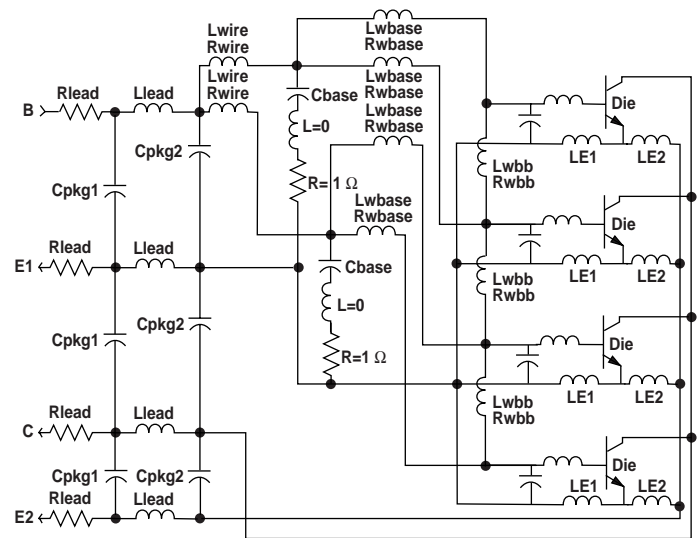 Lwire
Rwire
Lwbase
Rwbase
Lwire
Rwire
Lwbase
Rwbase
Rlead
Llead
Cbase
Lwbase
Rwbase
Die
B
L=0
Cpkg2
LE1
LE2
Lwbb
Rwbb
Cpkg1
R= 1 Ω
Lwbase
Rwbase
Die
Rlead
Llead
Cbase
LE1
LE2
E1
L=0
Lwbb
Rwbb
Cpkg1
Cpkg2
R=1 Ω
Die
Rlead
Llead
Lwbb
Rwbb
LE1
LE2
C
Cpkg1
Cpkg2
Die
Rlead
Llead
LE1
LE2
E2